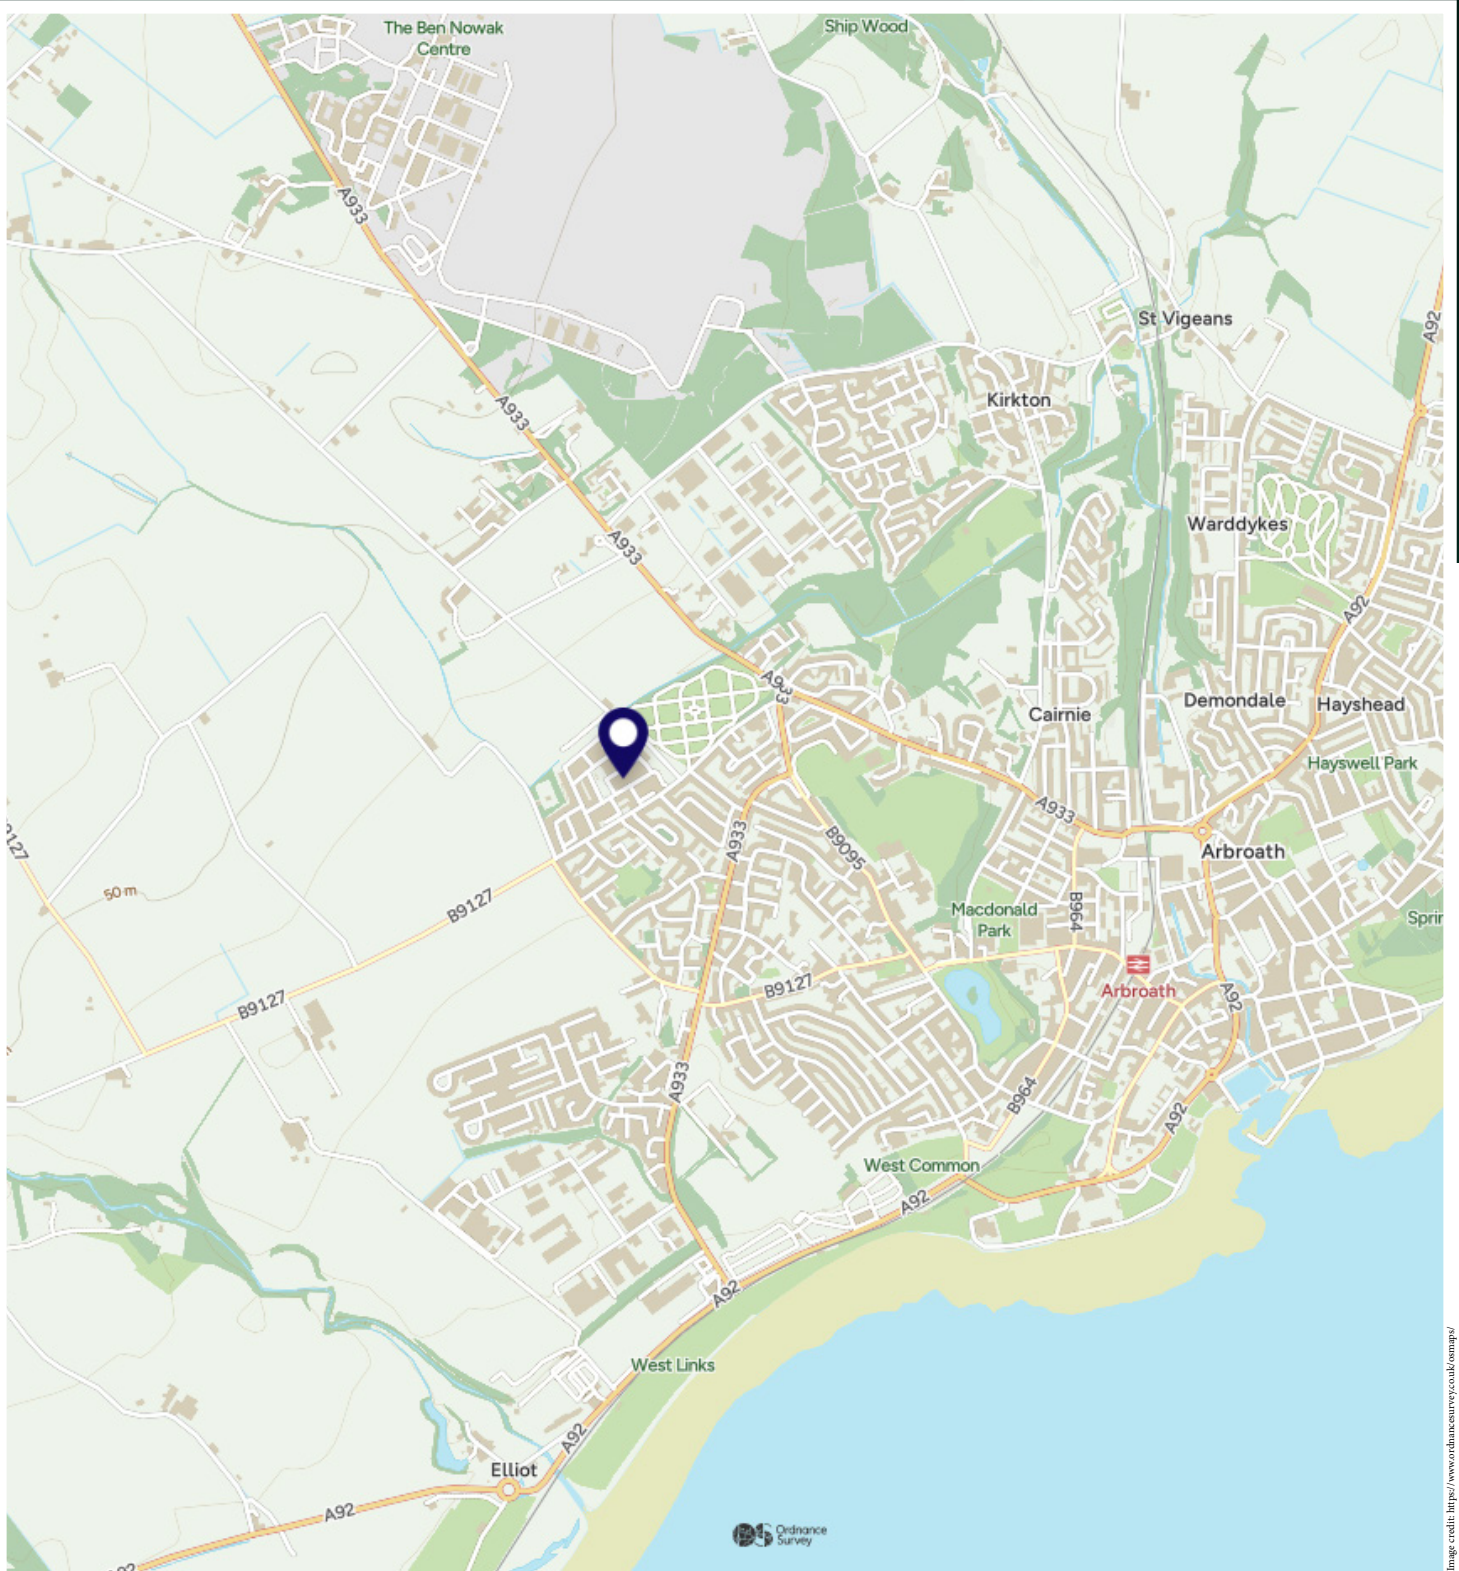 The Ben Nowak
Centre
Ship Wood
A933
St Vigeans
A92
Kirkton
A933
Warddykes
A933
A92
A933
Demondale
Hayshead
Cairnie
Hayswell Park
A933
B9127
A933
B9095
Arbroath
50 m
B9127
Macdonald
Park
B964
Sprin
Arbroath
B9127
B9127
A92
A933
B964
A92
West Common
A92
A92
West Links
A92
Elliot
A92
Ordnance
Survey
Image credit: https://www.ordnancesurvey.co.uk/osmaps/